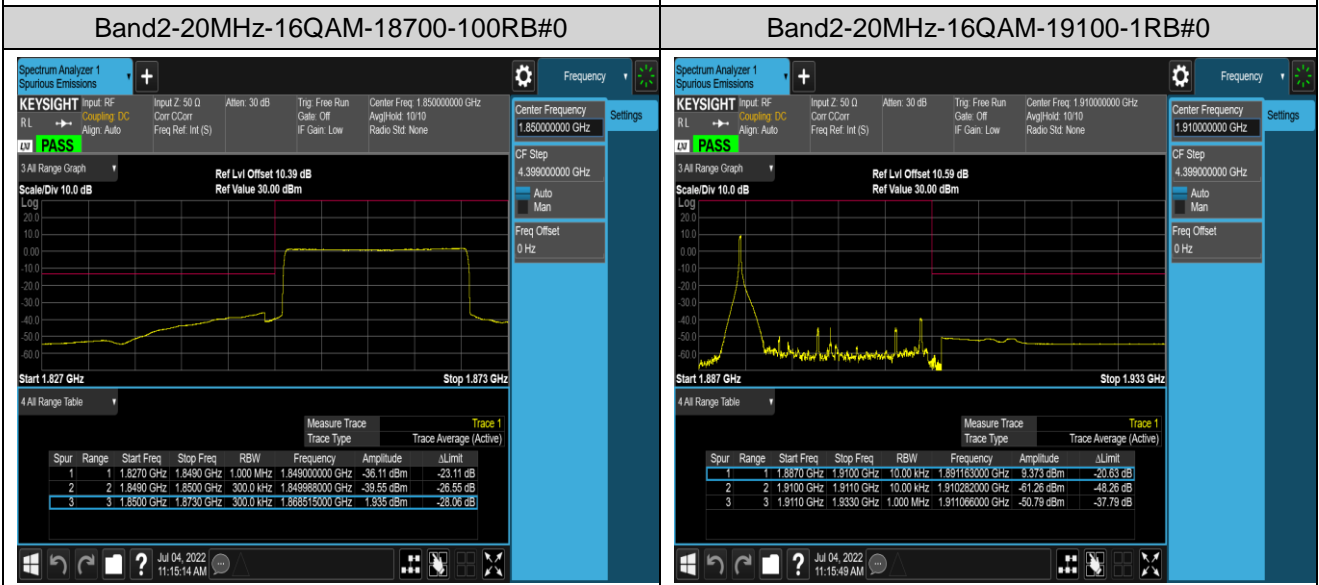 Band2-20MHz-16QAM-18700-100RB#0
Spectrum Analyzer 1
Spurious Emissions
+
Frequency
KEYSIGHT Input: RF Input Z: 50 Ω Atten: 30 dB Trig: Free Run Center Freq: 1.850000000 GHz
RL Coupling: DC Corr CCorr Gate: Off Avg|Hold: 10/10
Align: Auto Freq Ref: Int (S) IF Gain: Low Radio Std: None
LXI PASS
Center Frequency
1.850000000 GHz
Settings
CF Step
4.399000000 GHz
Auto
Man
Freq Offset
0 Hz
3 All Range Graph
Ref Lvl Offset 10.39 dB
Scale/Div 10.0 dB Ref Value 30.00 dBm
Log
20.0
10.0
0.00
-10.0
-20.0
-30.0
-40.0
-50.0
-60.0
Start 1.827 GHz Stop 1.873 GHz
4 All Range Table
Measure Trace Trace 1
Trace Type Trace Average (Active)
Spur Range Start Freq Stop Freq RBW Frequency Amplitude ΔLimit
1 1 1.8270 GHz 1.8490 GHz 1.000 MHz 1.849000000 GHz -36.11 dBm -23.11 dB
2 2 1.8490 GHz 1.8500 GHz 300.0 kHz 1.849988000 GHz -39.55 dBm -26.55 dB
3 3 1.8500 GHz 1.8730 GHz 300.0 kHz 1.868515000 GHz 1.935 dBm -28.06 dB
? Jul 04, 2022
11:15:14 AM
Band2-20MHz-16QAM-19100-1RB#0
Spectrum Analyzer 1
Spurious Emissions
+
Frequency
KEYSIGHT Input: RF Input Z: 50 Ω Atten: 30 dB Trig: Free Run Center Freq: 1.910000000 GHz
RL Coupling: DC Corr CCorr Gate: Off Avg|Hold: 10/10
Align: Auto Freq Ref: Int (S) IF Gain: Low Radio Std: None
LXI PASS
Center Frequency
1.910000000 GHz
Settings
CF Step
4.399000000 GHz
Auto
Man
Freq Offset
0 Hz
3 All Range Graph
Ref Lvl Offset 10.59 dB
Scale/Div 10.0 dB Ref Value 30.00 dBm
Log
20.0
10.0
0.00
-10.0
-20.0
-30.0
-40.0
-50.0
-60.0
Start 1.887 GHz Stop 1.933 GHz
4 All Range Table
Measure Trace Trace 1
Trace Type Trace Average (Active)
Spur Range Start Freq Stop Freq RBW Frequency Amplitude ΔLimit
1 1 1.8870 GHz 1.9100 GHz 10.00 kHz 1.891163000 GHz 9.373 dBm -20.63 dB
2 2 1.9100 GHz 1.9110 GHz 10.00 kHz 1.910282000 GHz -61.26 dBm -48.26 dB
3 3 1.9110 GHz 1.9330 GHz 1.000 MHz 1.911066000 GHz -50.79 dBm -37.79 dB
? Jul 04, 2022
11:15:49 AM